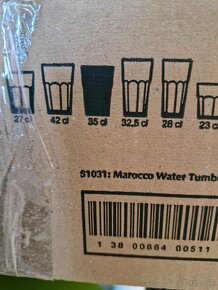 27 cl 42 cl 35 cl 32,5 cl 28 cl 23 cl
51031: Marocco Water Tumbl
1 38 00864 00511